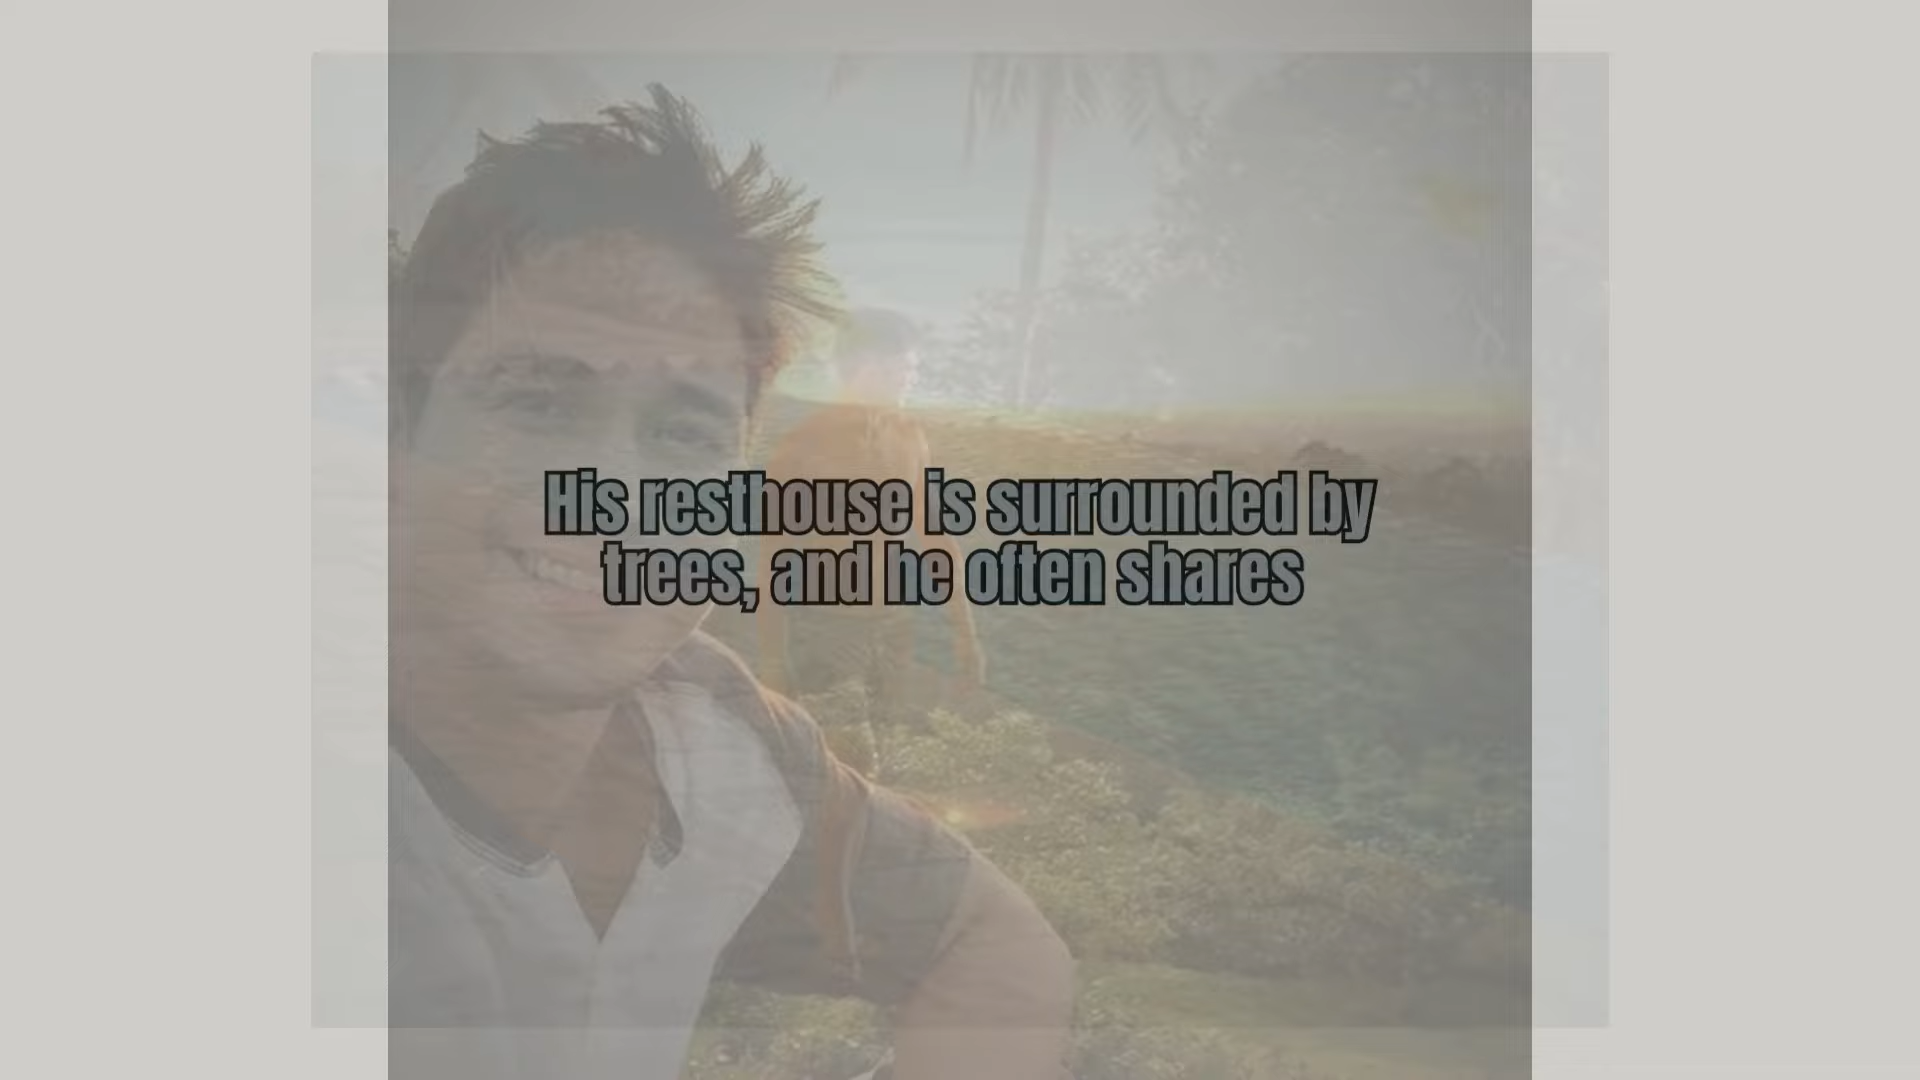 His resthouse is surrounded by
trees, and he often shares